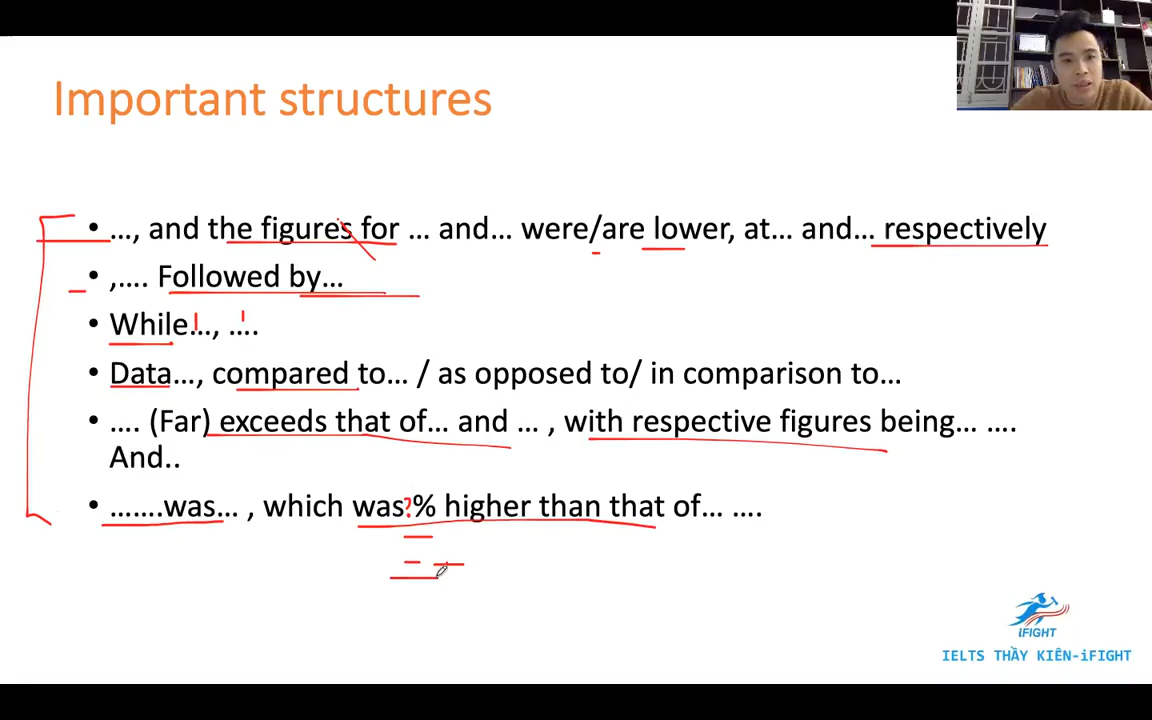 Important structures
• …, and the figures for … and… were/are lower, at… and… respectively
• ,…. Followed by…
• While…, ….
• Data…, compared to… / as opposed to/ in comparison to…
• …. (Far) exceeds that of… and … , with respective figures being… ….
And..
• …….was… , which was?% higher than that of… ….
iFIGHT
IELTS THẦY KIÊN-iFIGHT